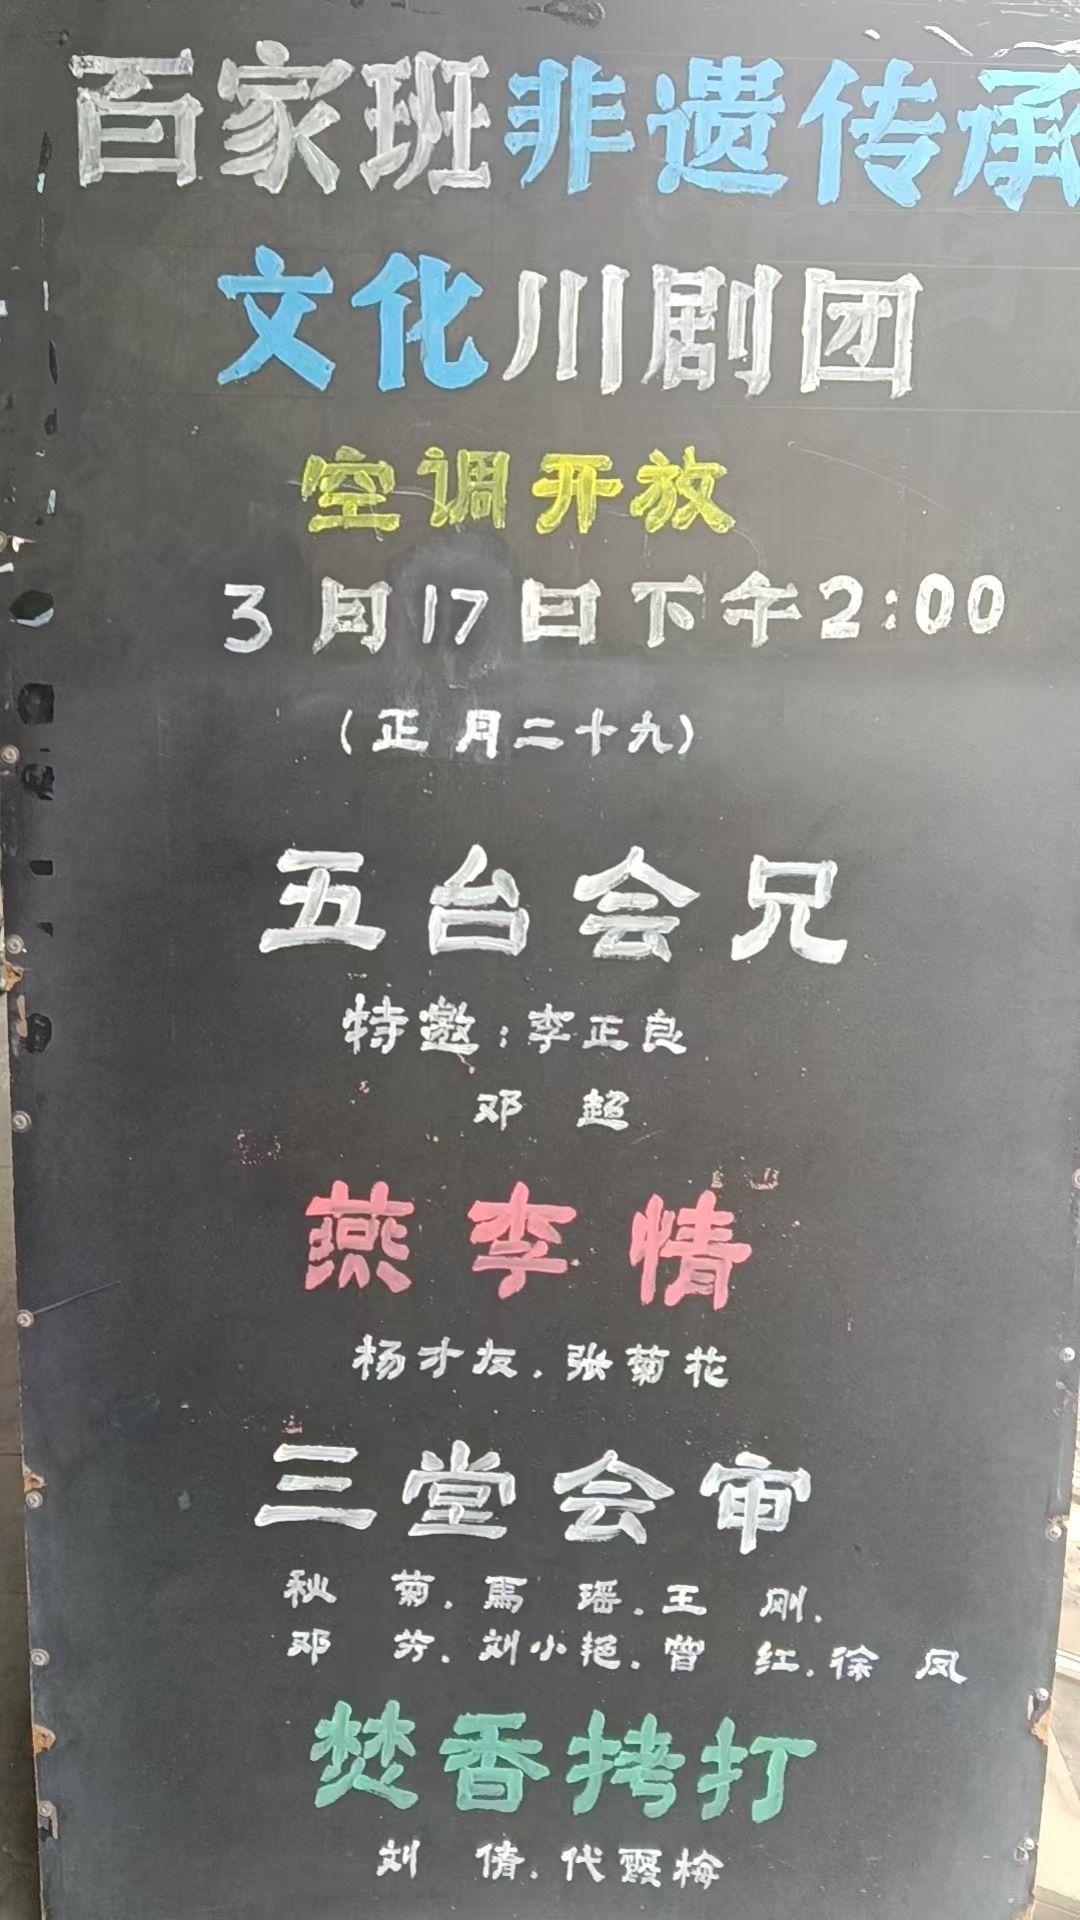 百家班非遗传承
文化川剧团
空调开放
3月17日下午2:00
(正月二十九)
五台会兄
特邀:李正良
邓 超
燕李情
杨才友.张菊花
三堂会审
秋 菊.馬 瑶.王 刚.
邓 芬.刘小艳.曾 红.徐 凤
焚香拷打
刘 倩.代霞梅